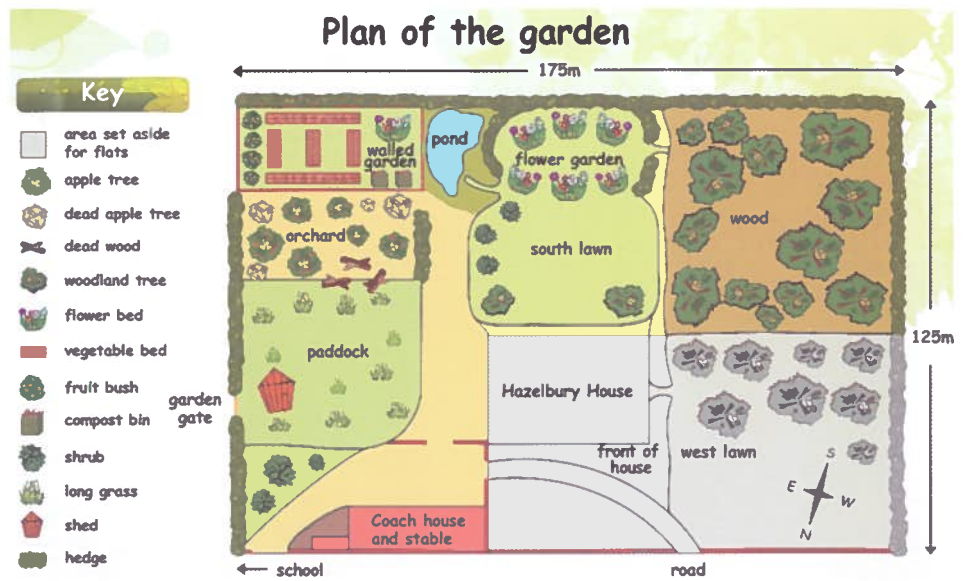 Plan of the garden
175m
Key
area set aside
for flats
apple tree
dead apple tree
dead wood
woodland tree
flower bed
vegetable bed
fruit bush
compost bin
shrub
long grass
shed
hedge
walled
garden
pond
flower garden
wood
orchard
south lawn
125m
paddock
garden
gate
Hazelbury House
front of
house
west lawn
S
E
W
N
Coach house
and stable
school
road